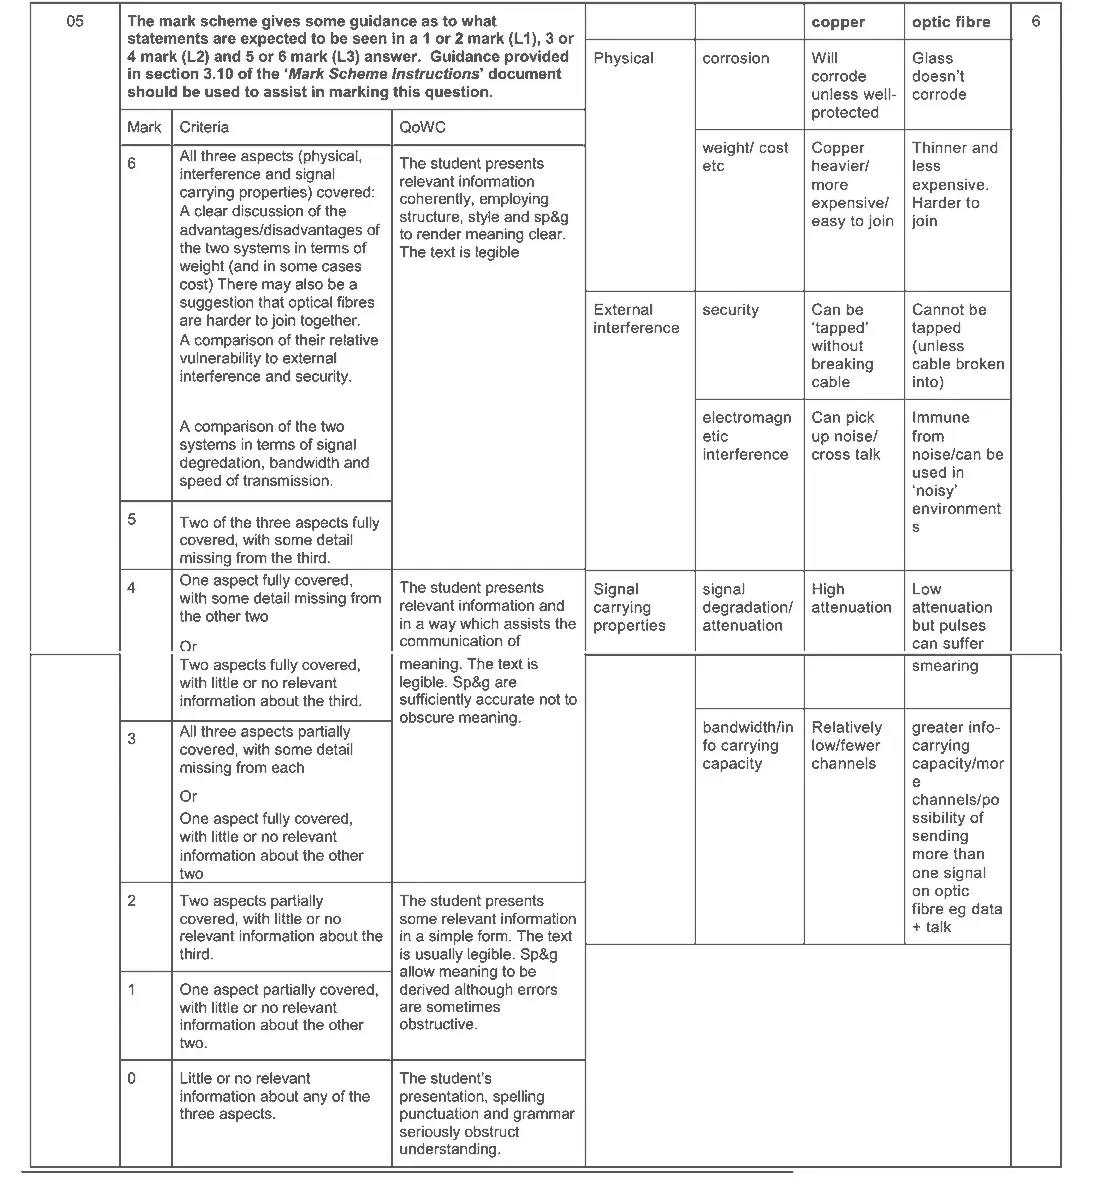 05
The mark scheme gives some guidance as to what
statements are expected to be seen in a 1 or 2 mark (L1), 3 or
4 mark (L2) and 5 or 6 mark (L3) answer. Guidance provided
in section 3.10 of the ‘Mark Scheme Instructions’ document
should be used to assist in marking this question.
Mark Criteria QoWC
6
All three aspects (physical,
interference and signal
carrying properties) covered:
A clear discussion of the
advantages/disadvantages of
the two systems in terms of
weight (and in some cases
cost) There may also be a
suggestion that optical fibres
are harder to join together.
A comparison of their relative
vulnerability to external
interference and security.
A comparison of the two
systems in terms of signal
degredation, bandwidth and
speed of transmission.
The student presents
relevant information
coherently, employing
structure, style and sp&g
to render meaning clear.
The text is legible
5
Two of the three aspects fully
covered, with some detail
missing from the third.
4
One aspect fully covered,
with some detail missing from
the other two
Or
Two aspects fully covered,
with little or no relevant
information about the third.
The student presents
relevant information and
in a way which assists the
communication of
meaning. The text is
legible. Sp&g are
sufficiently accurate not to
obscure meaning.
3
All three aspects partially
covered, with some detail
missing from each
Or
One aspect fully covered,
with little or no relevant
information about the other
two
2
Two aspects partially
covered, with little or no
relevant information about the
third.
The student presents
some relevant information
in a simple form. The text
is usually legible. Sp&g
allow meaning to be
derived although errors
are sometimes
obstructive.
1
One aspect partially covered,
with little or no relevant
information about the other
two.
0
Little or no relevant
information about any of the
three aspects.
The student's
presentation, spelling
punctuation and grammar
seriously obstruct
understanding.
copper optic fibre
6
Physical
corrosion
Will
corrode
unless well-
protected
Glass
doesn't
corrode
weight/ cost
etc
Copper
heavier/
more
expensive/
easy to join
Thinner and
less
expensive.
Harder to
join
External
interference
security
Can be
‘tapped’
without
breaking
cable
Cannot be
tapped
(unless
cable broken
into)
electromagn
etic
interference
Can pick
up noise/
cross talk
Immune
from
noise/can be
used in
‘noisy’
environment
s
Signal
carrying
properties
signal
degradation/
attenuation
High
attenuation
Low
attenuation
but pulses
can suffer
smearing
bandwidth/in
fo carrying
capacity
Relatively
low/fewer
channels
greater info-
carrying
capacity/mor
e
channels/po
ssibility of
sending
more than
one signal
on optic
fibre eg data
+ talk